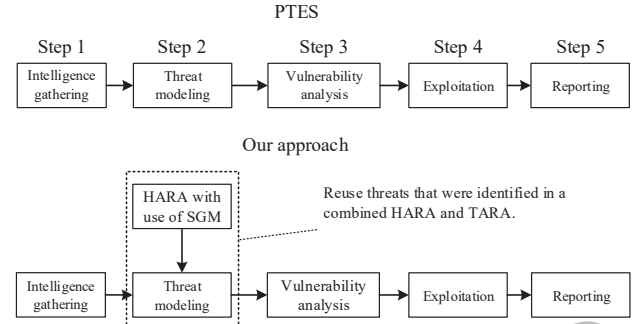 PTES
Step 1 Step 2 Step 3 Step 4 Step 5
Intelligence gathering
Threat modeling
Vulnerability analysis
Exploitation
Reporting
Our approach
HARA with
use of SGM
Reuse threats that were identified in a
combined HARA and TARA.
Intelligence gathering
Threat modeling
Vulnerability analysis
Exploitation
Reporting